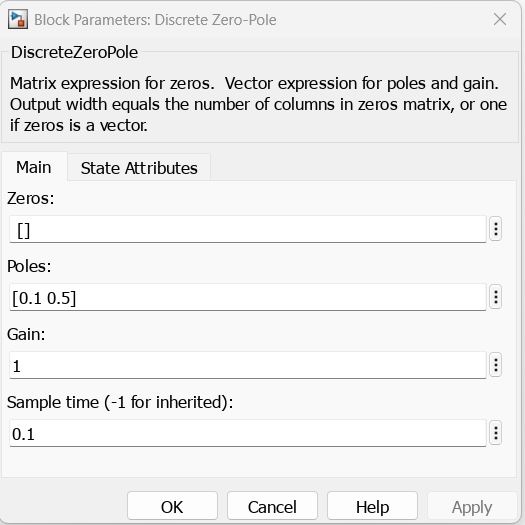 Block Parameters: Discrete Zero-Pole
DiscreteZeroPole
Matrix expression for zeros.  Vector expression for poles and gain.
Output width equals the number of columns in zeros matrix, or one
if zeros is a vector.
Main
State Attributes
Zeros:
[]
Poles:
[0.1 0.5]
Gain:
1
Sample time (-1 for inherited):
0.1
OK
Cancel
Help
Apply